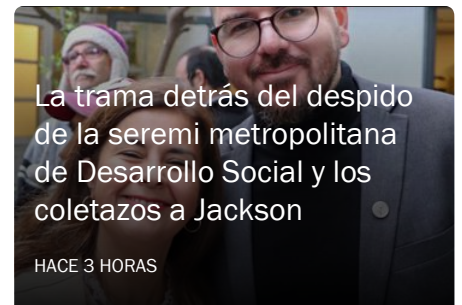 La trama detrás del despido
de la seremi metropolitana
de Desarrollo Social y los
coletazos a Jackson
HACE 3 HORAS